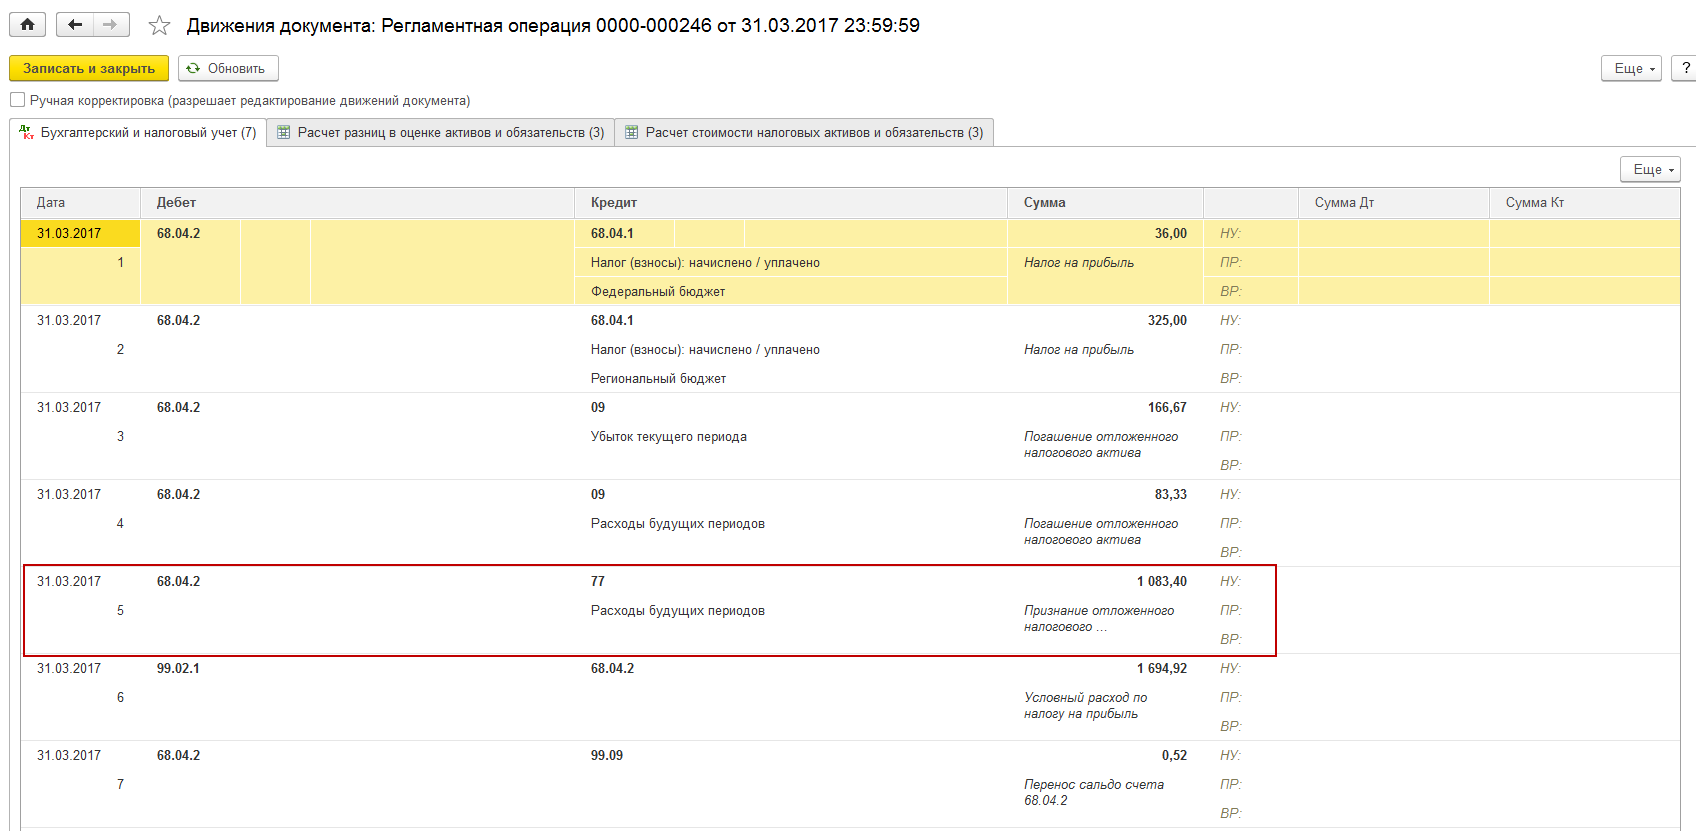 Движения документа: Регламентная операция 0000-000246 от 31.03.2017 23:59:59
Записать и закрыть Обновить Еще ?
Ручная корректировка (разрешает редактирование движений документа)
Дт Кт Бухгалтерский и налоговый учет (7) Расчет разниц в оценке активов и обязательств (3) Расчет стоимости налоговых активов и обязательств (3)
Еще
Дата Дебет Кредит Сумма Сумма Дт Сумма Кт
31.03.2017 68.04.2 68.04.1 36,00 НУ:
1 Налог (взносы): начислено / уплачено Налог на прибыль ПР:
Федеральный бюджет ВР:
31.03.2017 68.04.2 68.04.1 325,00 НУ:
2 Налог (взносы): начислено / уплачено Налог на прибыль ПР:
Региональный бюджет ВР:
31.03.2017 68.04.2 09 166,67 НУ:
3 Убыток текущего периода Погашение отложенного ПР:
налогового актива
ВР:
31.03.2017 68.04.2 09 83,33 НУ:
4 Расходы будущих периодов Погашение отложенного ПР:
налогового актива
ВР:
31.03.2017 68.04.2 77 1 083,40 НУ:
5 Расходы будущих периодов Признание отложенного ПР:
налогового ...
ВР:
31.03.2017 99.02.1 68.04.2 1 694,92 НУ:
6 Условный расход по ПР:
налогу на прибыль
ВР:
31.03.2017 68.04.2 99.09 0,52 НУ:
7 Перенос сальдо счета ПР:
68.04.2
ВР: